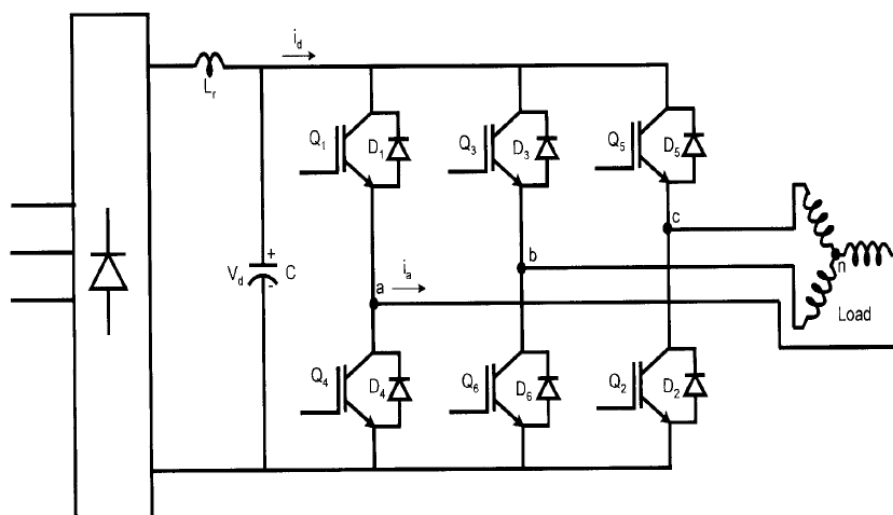 i_d
L_r
Q_1
D_1
Q_3
D_3
Q_5
D_5
c
b
n
+
V_d
C
-
a
i_a
Load
Q_4
D_4
Q_6
D_6
Q_2
D_2